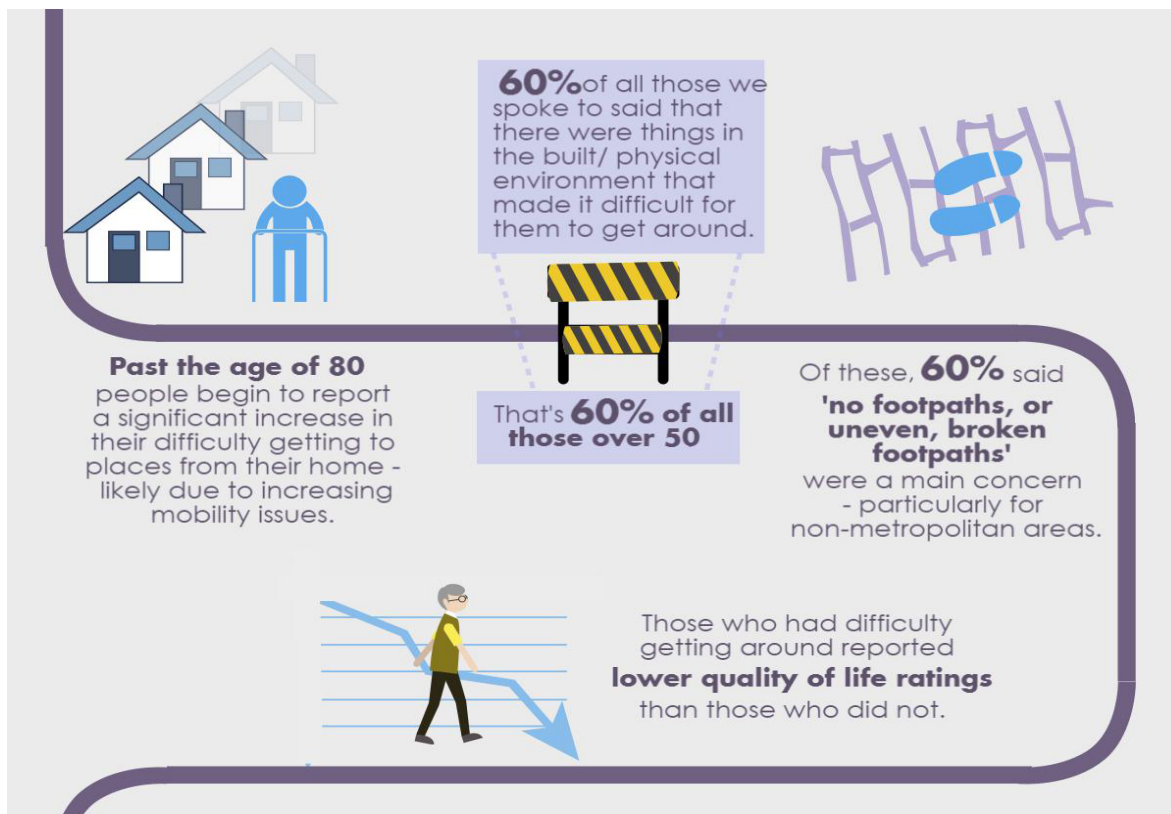 60% of all those we
spoke to said that
there were things in
the built/ physical
environment that
made it difficult for
them to get around.
Past the age of 80
people begin to report
a significant increase in
their difficulty getting to
places from their home -
likely due to increasing
mobility issues.
That's 60% of all
those over 50
Of these, 60% said
'no footpaths, or
uneven, broken
footpaths'
were a main concern
- particularly for
non-metropolitan areas.
Those who had difficulty
getting around reported
lower quality of life ratings
than those who did not.